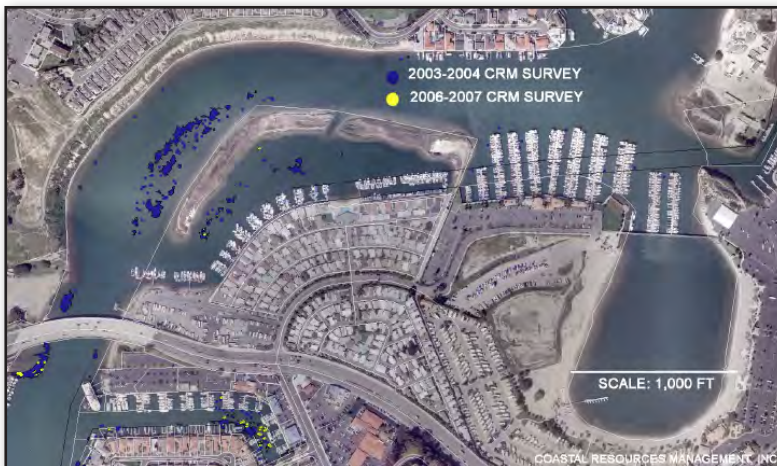 2003-2004 CRM SURVEY
2006-2007 CRM SURVEY
SCALE: 1,000 FT
COASTAL RESOURCES MANAGEMENT, INC